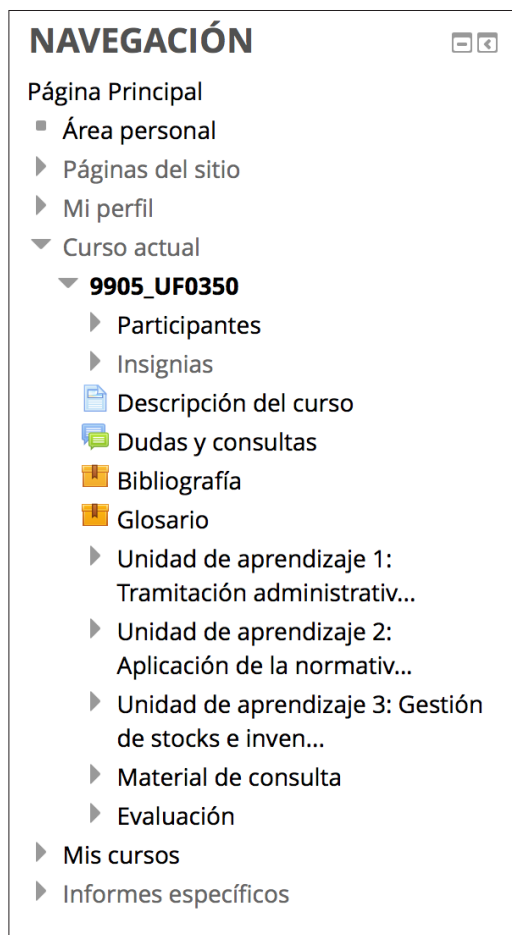 NAVEGACIÓN
Página Principal
Área personal
Páginas del sitio
Mi perfil
Curso actual
9905_UF0350
Participantes
Insignias
Descripción del curso
Dudas y consultas
Bibliografía
Glosario
Unidad de aprendizaje 1:
Tramitación administrativ...
Unidad de aprendizaje 2:
Aplicación de la normativ...
Unidad de aprendizaje 3: Gestión
de stocks e inven...
Material de consulta
Evaluación
Mis cursos
Informes específicos